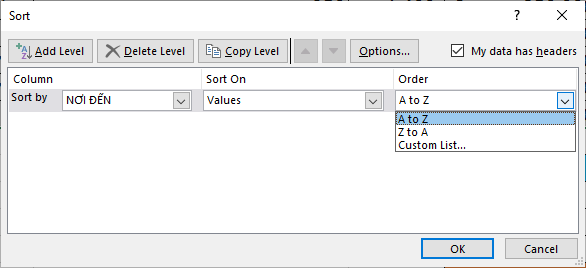 Sort
? ×
Add Level Delete Level Copy Level Options... My data has headers
Column Sort On Order
Sort by NƠI ĐẾN Values A to Z
A to Z
Z to A
Custom List...
OK Cancel